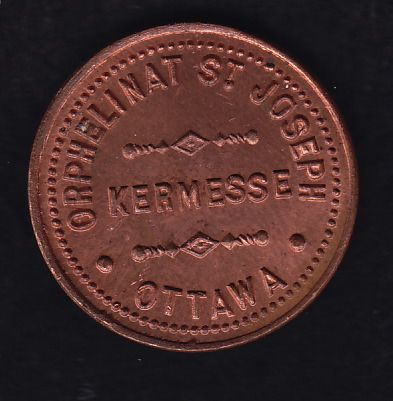 ORPHELINAT ST. JOSEPH
KERMESSE
OTTAWA